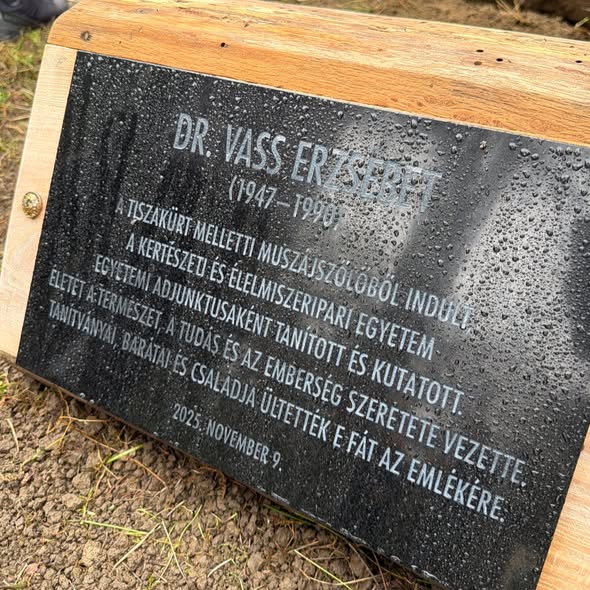 DR. VASS ERZSÉBET
(1947–1990)
A TISZAKÜRT MELLETTI MUSZÁJSZŐLŐBŐL INDULT,
A KERTÉSZETI ÉS ÉLELMISZERIPARI EGYETEM
EGYETEMI ADJUNKTUSAKÉNT TANÍTOTT ÉS KUTATOTT.
ÉLETÉT A TERMÉSZET, A TUDÁS ÉS AZ EMBERSÉG SZERETETE VEZETTE.
TANÍTVÁNYAI, BARÁTAI ÉS CSALÁDJA ÜLTETTÉK E FÁT AZ EMLÉKÉRE.
2025. NOVEMBER 9.